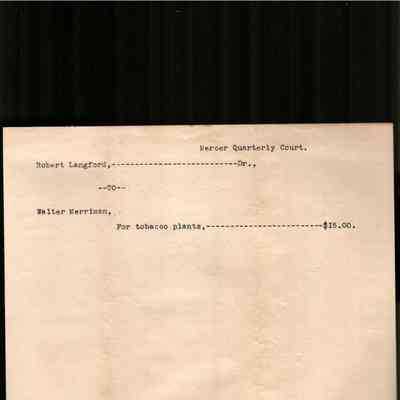 Mercer Quarterly Court.
Robert Langford,---------------------------Dr.,
--TO--
Walter Merriman,
For tobacco plants,-------------------------$15.00.